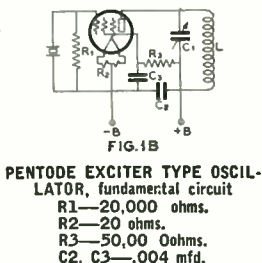 R1
R2
R3
C1
L
C3
C2
-B
+B
FIG.1B
PENTODE EXCITER TYPE OSCIL-
LATOR, fundamental circuit
R1—20,000 ohms.
R2—20 ohms.
R3—50,00 0ohms.
C2, C3—.004 mfd.